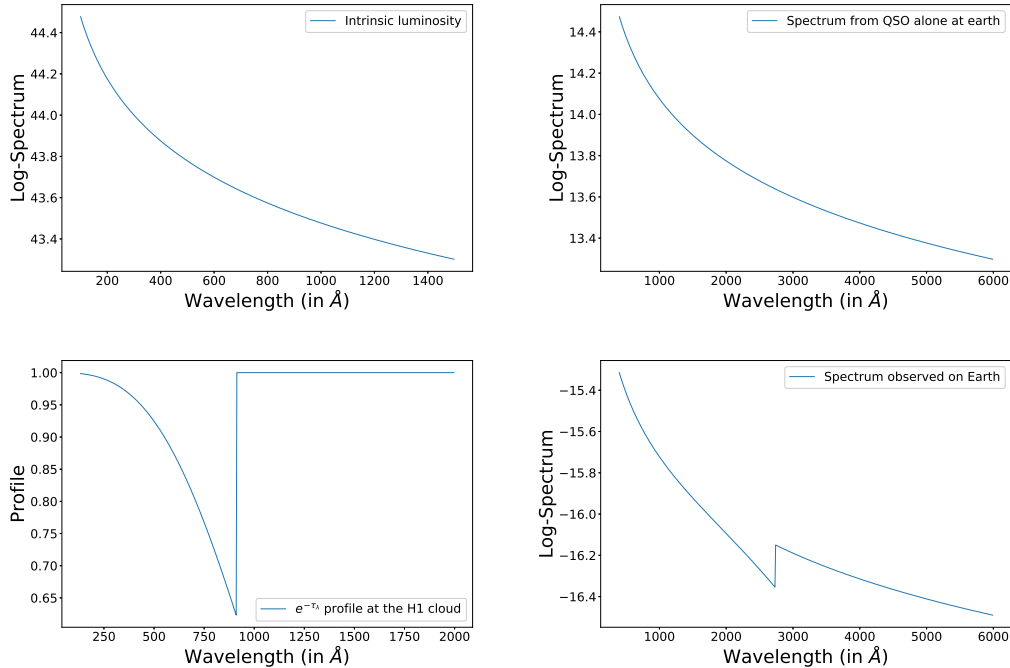 Intrinsic luminosity
Log-Spectrum
44.4
44.2
44.0
43.8
43.6
43.4
200 400 600 800 1000 1200 1400
Wavelength (in Å)
Spectrum from QSO alone at earth
Log-Spectrum
14.4
14.2
14.0
13.8
13.6
13.4
1000 2000 3000 4000 5000 6000
Wavelength (in Å)
Profile
1.00
0.95
0.90
0.85
0.80
0.75
0.70
0.65
e^{-τ_λ} profile at the H1 cloud
250 500 750 1000 1250 1500 1750 2000
Wavelength (in Å)
Spectrum observed on Earth
Log-Spectrum
−15.4
−15.6
−15.8
−16.0
−16.2
−16.4
1000 2000 3000 4000 5000 6000
Wavelength (in Å)